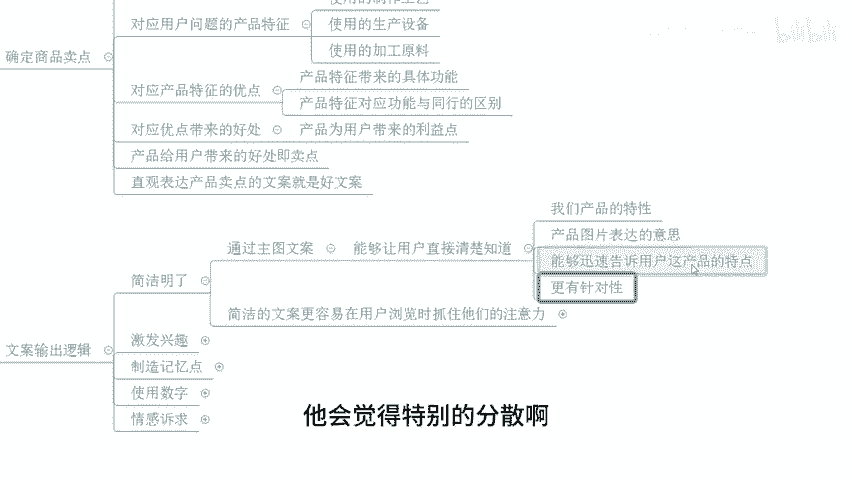 bilibili
对应用户问题的产品特征
使用的生产设备
使用的加工原料
确定商品卖点
对应产品特征的优点
产品特征带来的具体功能
产品特征对应功能与同行的区别
对应优点带来的好处
产品为用户带来的利益点
产品给用户带来的好处即卖点
直观表达产品卖点的文案就是好文案
文案输出逻辑
简洁明了
通过主图文案
能够让用户直接清楚知道
我们产品的特性
产品图片表达的意思
能够迅速告诉用户这产品的特点
更有针对性
简洁的文案更容易在用户浏览时抓住他们的注意力
激发兴趣
制造记忆点
使用数字
情感诉求
他会觉得特别的分散啊